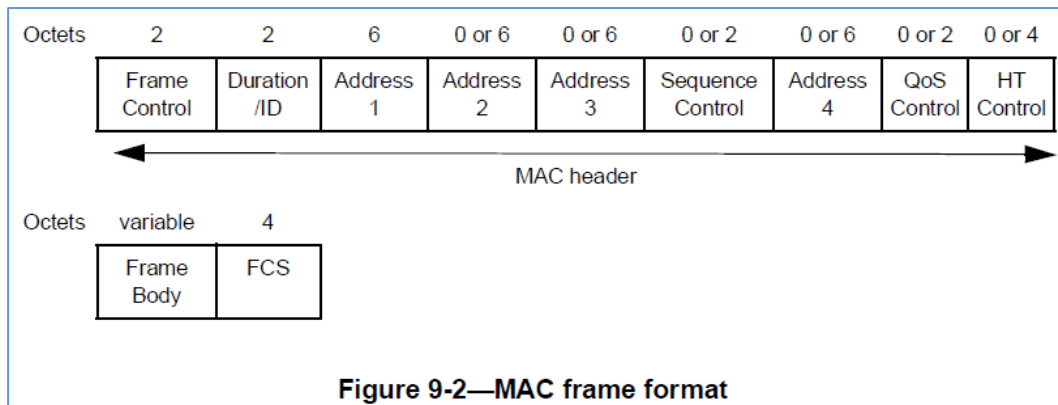 Octets 2 2 6 0 or 6 0 or 6 0 or 2 0 or 6 0 or 2 0 or 4
Frame Duration Address Address Address Sequence Address QoS HT
Control /ID 1 2 3 Control 4 Control Control
MAC header
Octets variable 4
Frame FCS
Body
Figure 9-2—MAC frame format